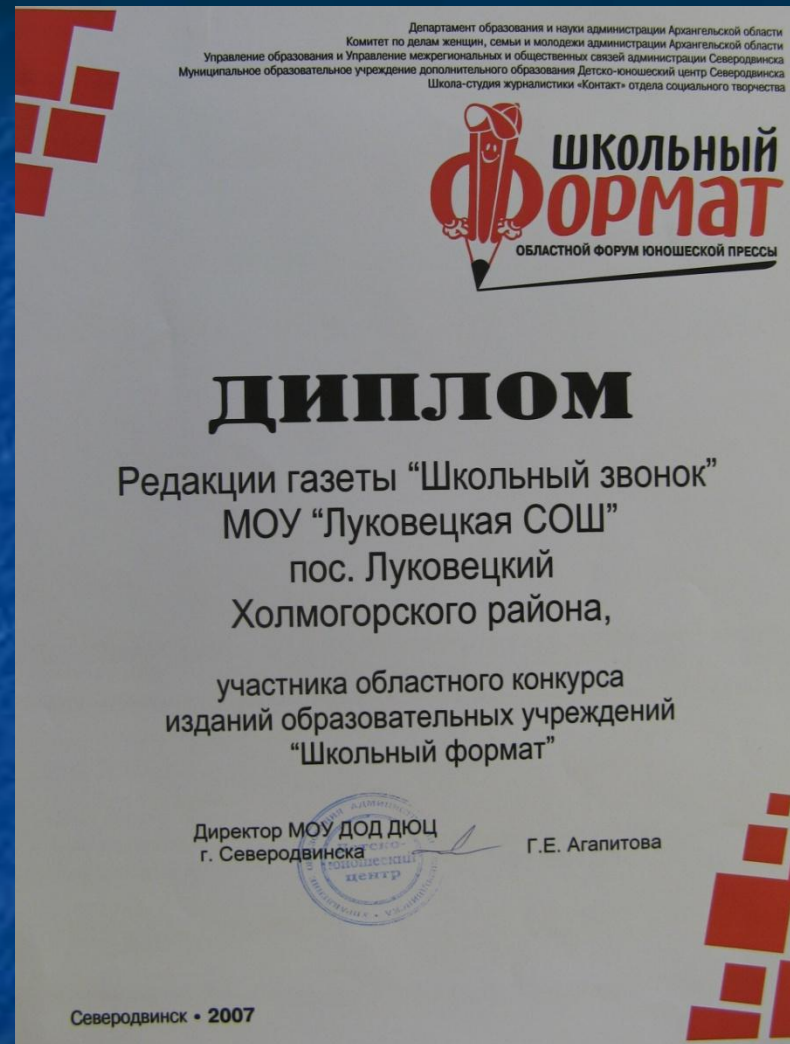 Департамент образования и науки администрации Архангельской области
Комитет по делам женщин, семьи и молодежи администрации Архангельской области
Управление образования и Управление межрегиональных и общественных связей администрации Северодвинска
Муниципальное образовательное учреждение дополнительного образования Детско-юношеский центр Северодвинска
Школа-студия журналистики «Контакт» отдела социального творчества
ШКОЛЬНЫЙ
ФОРМАТ
ОБЛАСТНОЙ ФОРУМ ЮНОШЕСКОЙ ПРЕССЫ
ДИПЛОМ
Редакции газеты “Школьный звонок”
МОУ “Луковецкая СОШ”
пос. Луковецкий
Холмогорского района,
участника областного конкурса
изданий образовательных учреждений
“Школьный формат”
Директор МОУ ДОД ДЮЦ
г. Северодвинска
Г.Е. Агапитова
Детско-
юношеский
центр
Северодвинск • 2007